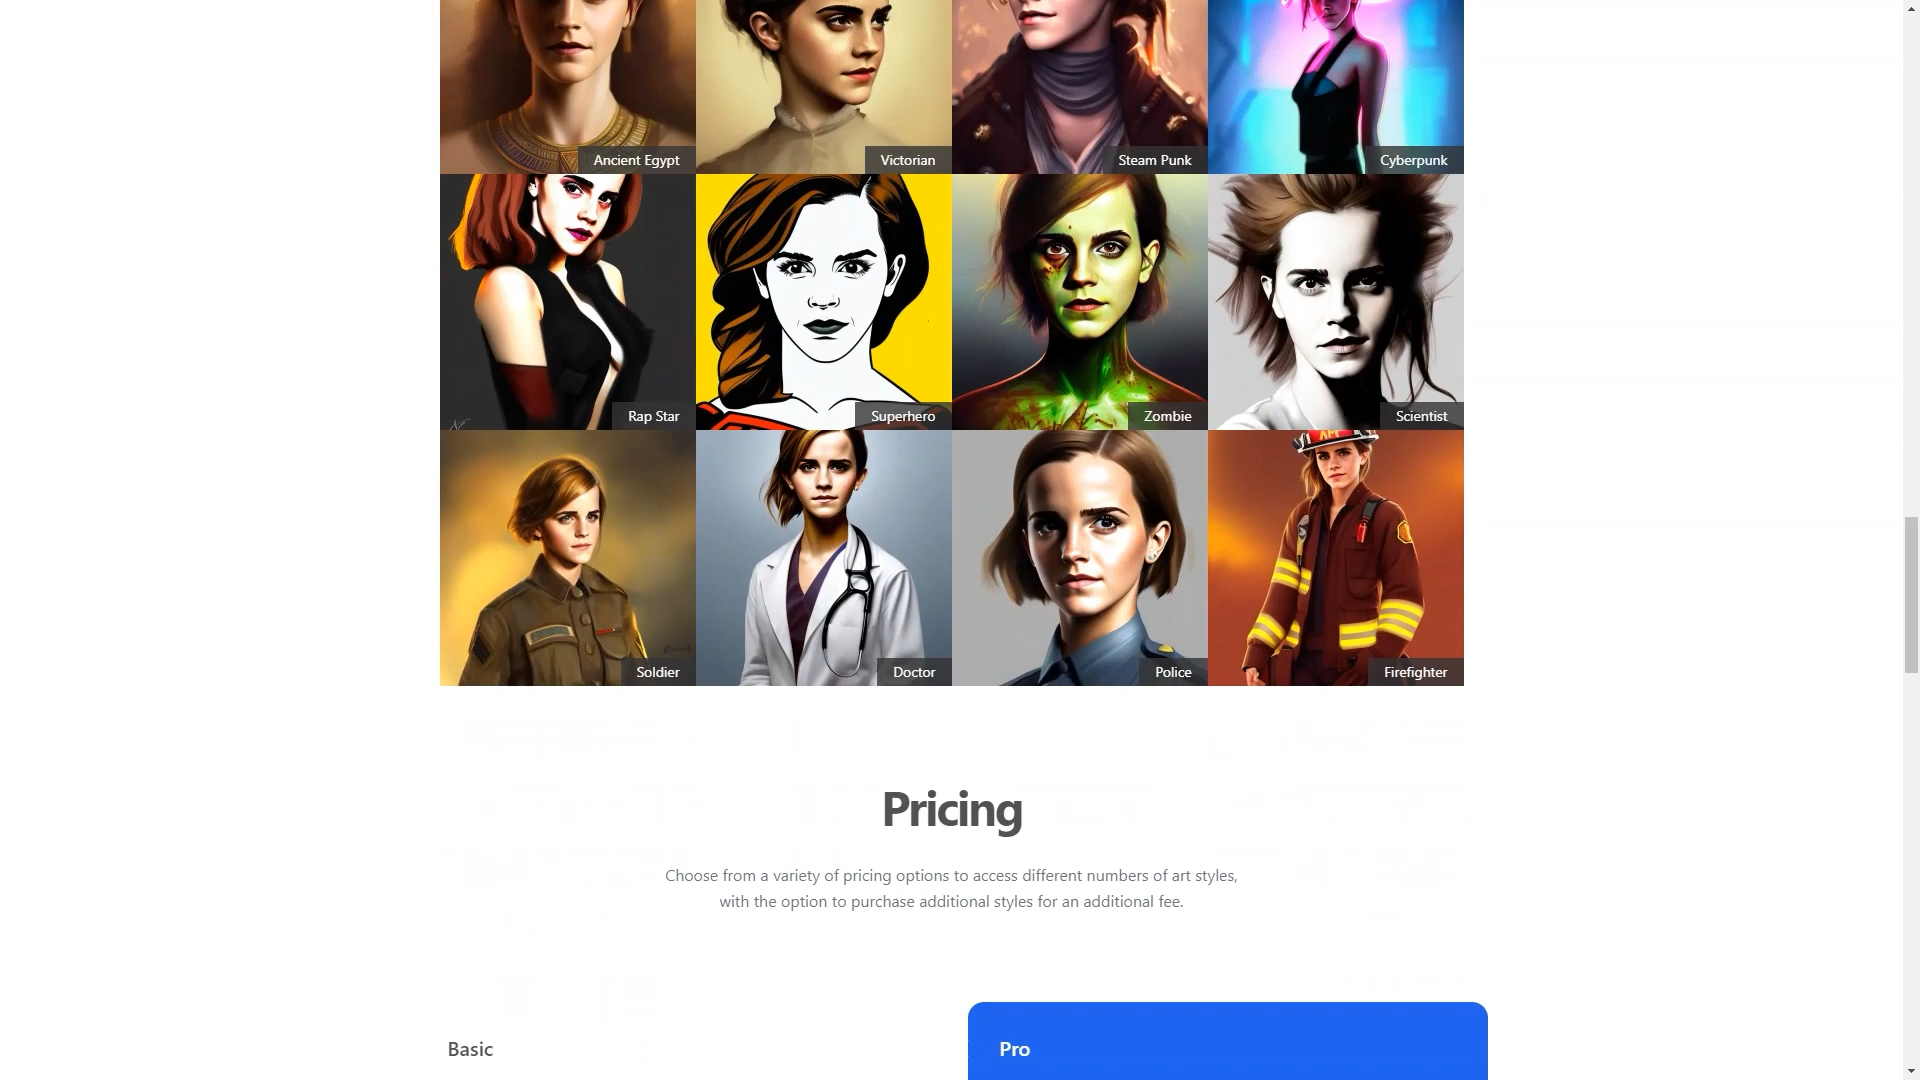 Ancient Egypt
Victorian
Steam Punk
Cyberpunk
Rap Star
Superhero
Zombie
Scientist
Soldier
Doctor
Police
Firefighter
Pricing
Choose from a variety of pricing options to access different numbers of art styles,
with the option to purchase additional styles for an additional fee.
Basic
Pro